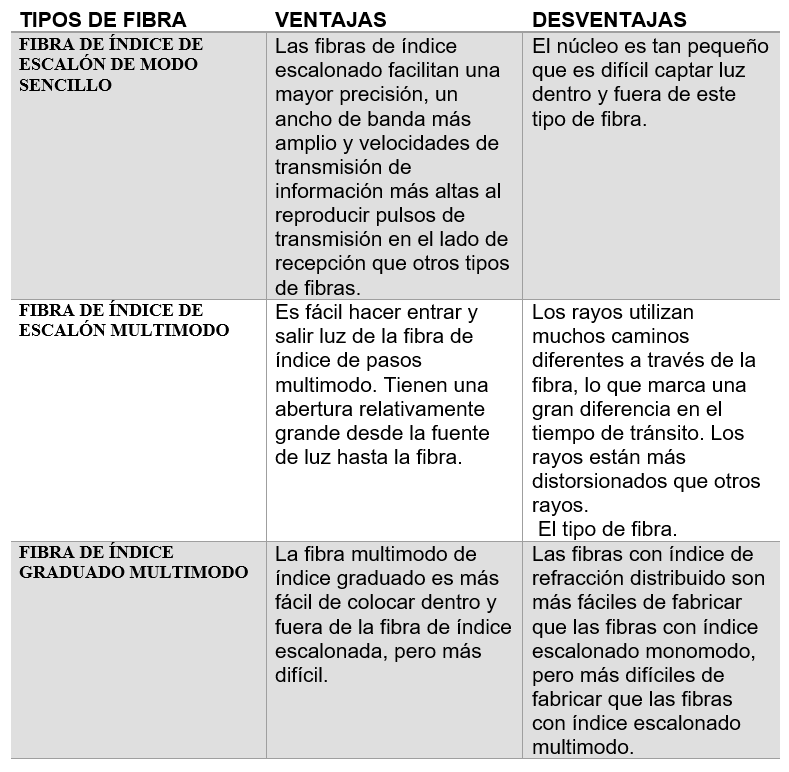 TIPOS DE FIBRA
VENTAJAS
DESVENTAJAS
FIBRA DE ÍNDICE DE
ESCALÓN DE MODO
SENCILLO
Las fibras de índice
escalonado facilitan una
mayor precisión, un
ancho de banda más
amplio y velocidades de
transmisión de
información más altas al
reproducir pulsos de
transmisión en el lado de
recepción que otros tipos
de fibras.
El núcleo es tan pequeño
que es difícil captar luz
dentro y fuera de este
tipo de fibra.
FIBRA DE ÍNDICE DE
ESCALÓN MULTIMODO
Es fácil hacer entrar y
salir luz de la fibra de
índice de pasos
multimodo. Tienen una
abertura relativamente
grande desde la fuente
de luz hasta la fibra.
Los rayos utilizan
muchos caminos
diferentes a través de la
fibra, lo que marca una
gran diferencia en el
tiempo de tránsito. Los
rayos están más
distorsionados que otros
rayos.
El tipo de fibra.
FIBRA DE ÍNDICE
GRADUADO MULTIMODO
La fibra multimodo de
índice graduado es más
fácil de colocar dentro y
fuera de la fibra de índice
escalonada, pero más
difícil.
Las fibras con índice de
refracción distribuido son
más fáciles de fabricar
que las fibras con índice
escalonado monomodo,
pero más difíciles de
fabricar que las fibras
con índice escalonado
multimodo.